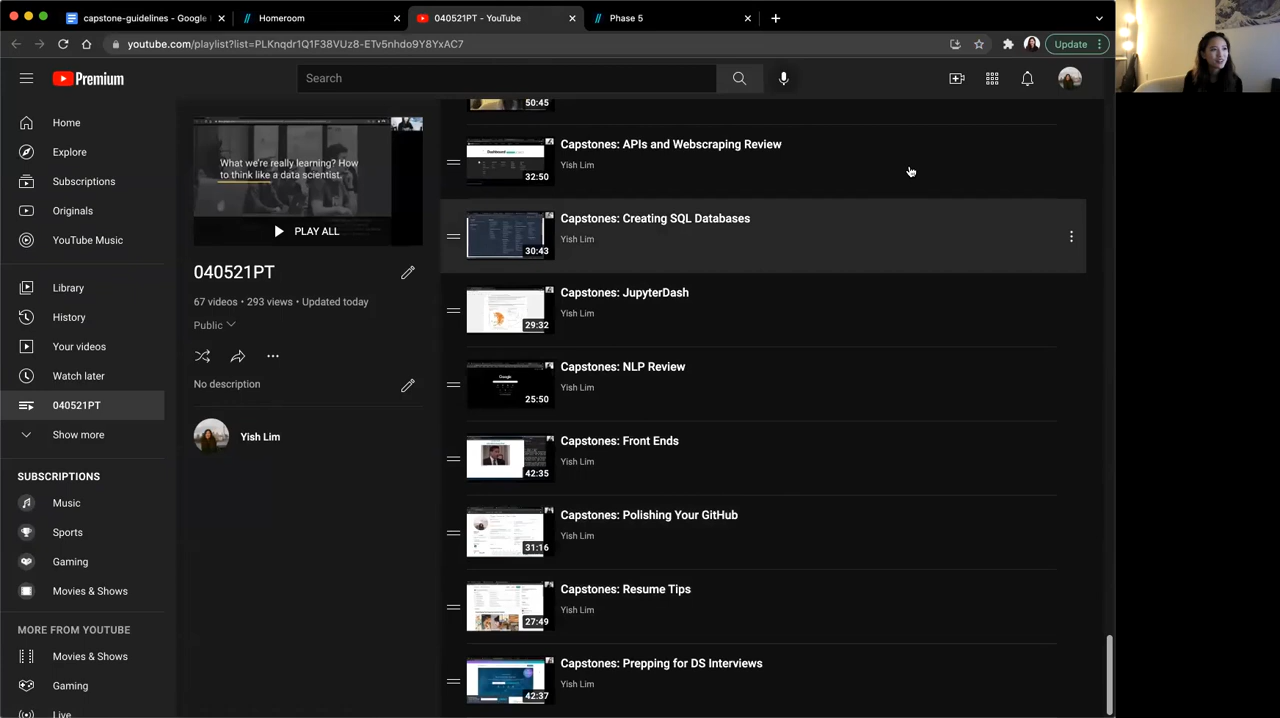 capstone-guidelines - Google
Homeroom
040521PT - YouTube
Phase 5
youtube.com/playlist?list=PLKnqdr1Q1F38VUz8-ETv5nhdo9Y8YxAC7
Update
Premium
Search
Home
Explore
Subscriptions
Originals
YouTube Music
Library
History
Your videos
Watch later
040521PT
Show more
SUBSCRIPTIONS
Music
Sports
Gaming
Movies & Shows
MORE FROM YOUTUBE
Movies & Shows
Gaming
Live
What we're really learning? How
to think like a data scientist.
PLAY ALL
040521PT
67 videos • 293 views • Updated today
Public
No description
Yish Lim
50:45
Capstones: APIs and Webscraping Review
Yish Lim
32:50
Capstones: Creating SQL Databases
Yish Lim
30:43
Capstones: JupyterDash
Yish Lim
29:32
Capstones: NLP Review
Yish Lim
25:50
Capstones: Front Ends
Yish Lim
42:35
Capstones: Polishing Your GitHub
Yish Lim
31:16
Capstones: Resume Tips
Yish Lim
27:49
Capstones: Prepping for DS Interviews
Yish Lim
42:37